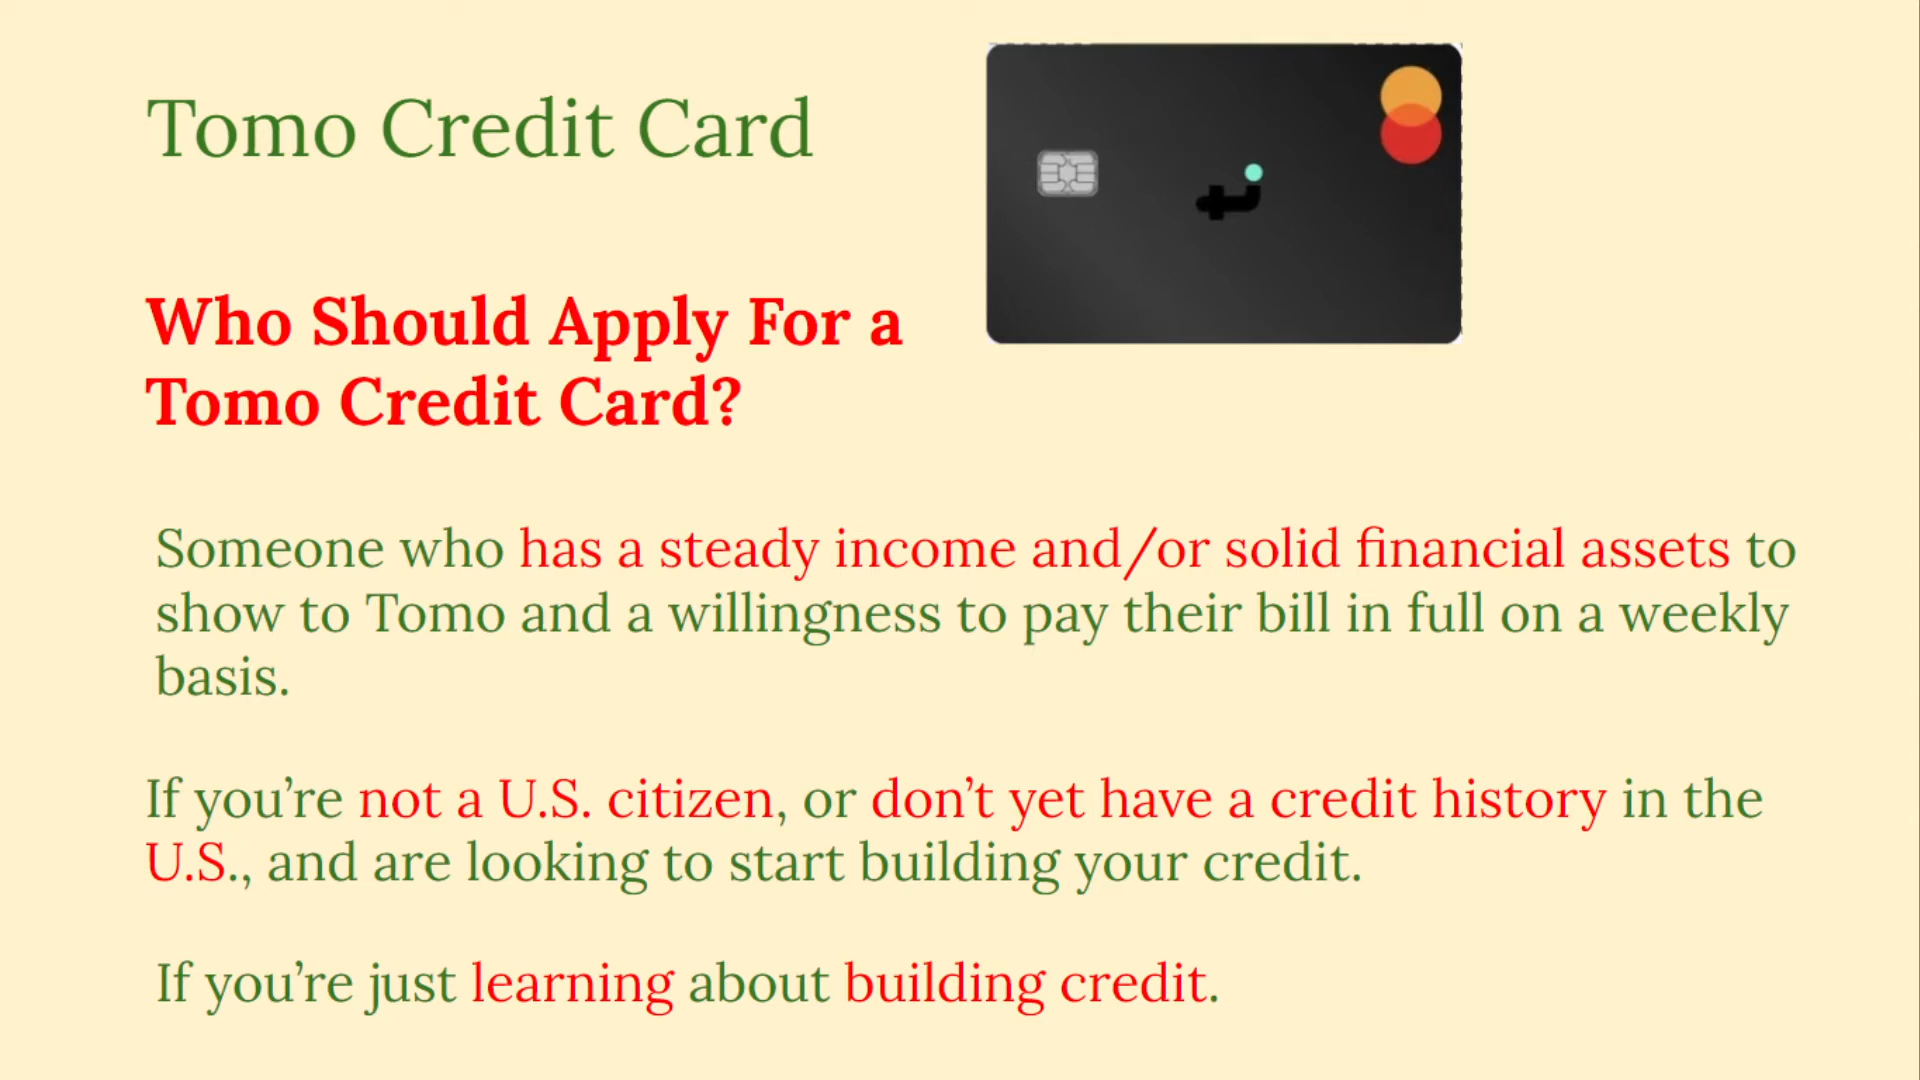 Tomo Credit Card
Who Should Apply For a
Tomo Credit Card?
Someone who has a steady income and/or solid financial assets to
show to Tomo and a willingness to pay their bill in full on a weekly
basis.
If you’re not a U.S. citizen, or don’t yet have a credit history in the
U.S., and are looking to start building your credit.
If you’re just learning about building credit.